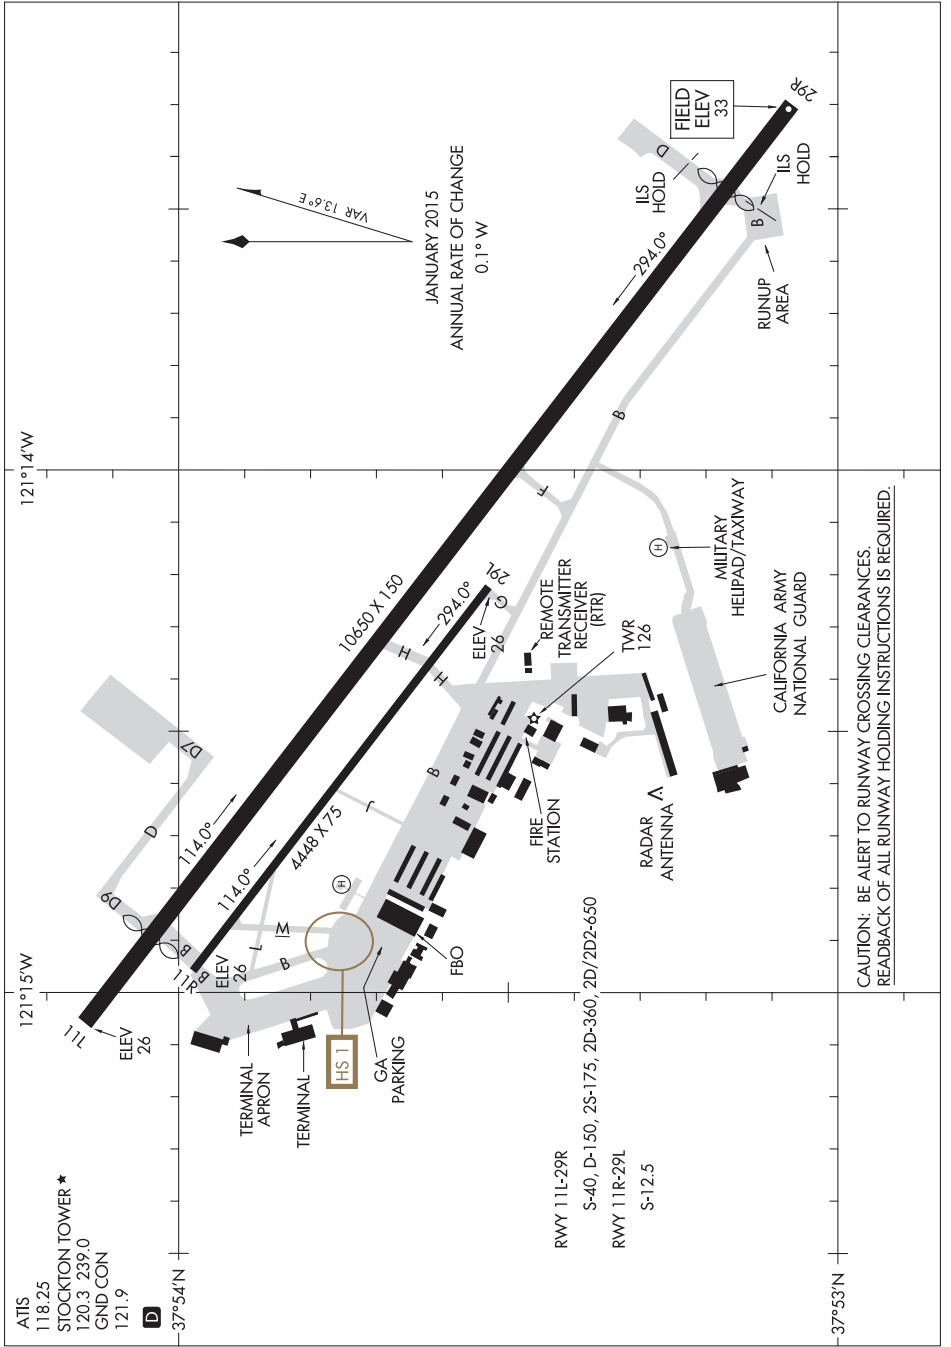 ATIS
118.25
STOCKTON TOWER ★
120.3 239.0
GND CON
121.9
D
121°15'W
121°14'W
37°54'N
37°53'N
JANUARY 2015
ANNUAL RATE OF CHANGE
0.1° W
VAR 13.6° E
FIELD
ELEV
33
29R
D
ILS
HOLD
ILS
HOLD
B
RUNUP
AREA
294.0°
B
F
10650 X 150
H
H
294.0°
29L
ELEV
26
G
REMOTE
TRANSMITTER
RECEIVER
(RTR)
TWR
126
H
MILITARY
HELIPAD/TAXIWAY
CALIFORNIA ARMY
NATIONAL GUARD
D7
D
D9
114.0°
114.0°
4448 X 75
J
B
FIRE
STATION
RADAR
ANTENNA
H
M
L
B
B
B
11R
ELEV
26
11L
ELEV
26
TERMINAL
APRON
TERMINAL
HS 1
GA
PARKING
FBO
RWY 11L-29R
S-40, D-150, 2S-175, 2D-360, 2D/2D2-650
RWY 11R-29L
S-12.5
CAUTION: BE ALERT TO RUNWAY CROSSING CLEARANCES.
READBACK OF ALL RUNWAY HOLDING INSTRUCTIONS IS REQUIRED.